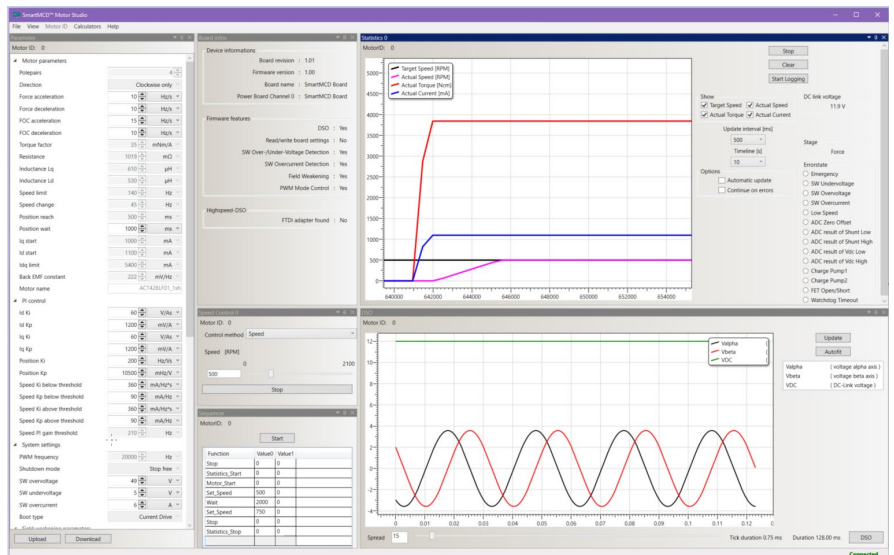 SmartMCD™ Motor Studio
File View Motor ID Calculators Help
Parameter
Motor ID: 0
Motor parameters
Polepairs 4
Direction Clockwise only
Force acceleration 10 Hz/s
Force deceleration 10 Hz/s
FOC acceleration 15 Hz/s
FOC deceleration 10 Hz/s
Torque factor 35 mNm/A
Resistance 1019 mΩ
Inductance Lq 610 µH
Inductance Ld 530 µH
Speed limit 140 Hz
Speed change 45 Hz
Position reach 500 ms
Position wait 1000 ms
Iq start 1000 mA
Id start 1100 mA
Idq limit 5400 mA
Back EMF constant 222 mV/Hz
Motor name
PI control
Id Ki 60 V/As
Id Kp 1200 mV/A
Iq Ki 60 V/As
Iq Kp 1200 mV/A
Position Ki 200 Hz/Vs
Position Kp 10500 mHz/V
Speed Ki below threshold 360 mA/Hz*s
Speed Kp below threshold 90 mA/Hz
Speed Ki above threshold 360 mA/Hz*s
Speed Kp above threshold 90 mA/Hz
Speed PI gain threshold 210 Hz
System settings
PWM frequency 20000 Hz
Shutdown mode Stop free
SW overvoltage 49 V
SW undervoltage 5 V
SW overcurrent 6 A
Boot type Current Drive
Field weakening parameters
Upload Download
Board infos
Device informations
Board revision : 1.01
Firmware version : 1.00
Board name : SmartMCD Board
Power Board Channel 0 : SmartMCD Board
Firmware features
DSO : Yes
Read/write board settings : No
SW Over-/Under-Voltage Detection : Yes
SW Overcurrent Detection : Yes
Field Weakening : Yes
PWM Mode Control : Yes
Highspeed-DSO
FTDI adapter found : No
Speed Control 0
Motor ID: 0
Control method Speed
Speed [RPM]
0 2100
500
Stop
Sequencer
MotorID: 0
Start
Function Value0 Value1
Stop 0 0
Statistics_Start 0 0
Motor_Start 0 0
Set_Speed 500 0
Wait 2000 0
Set_Speed 750 0
Stop 0 0
Statistics_Stop 0 0
Statistics 0
MotorID: 0
Target Speed [RPM]
Actual Speed [RPM]
Actual Torque [Ncm]
Actual Current [mA]
5000
4500
4000
3500
3000
2500
2000
1500
1000
500
0
640000 642000 644000 646000 648000 650000 652000 654000
Stop
Clear
Start Logging
Show
Target Speed Actual Speed
Actual Torque Actual Current
Update interval [ms]
500
Timeline [s]
10
Options
Automatic update
Continue on errors
DC link voltage
11.9 V
Stage
Force
Errorstate
Emergency
SW Undervoltage
SW Overvoltage
SW Overcurrent
Low Speed
ADC Zero Offset
ADC result of Shunt Low
ADC result of Shunt High
ADC result of Vdc Low
ADC result of Vdc High
Charge Pump1
Charge Pump2
FET Open/Short
Watchdog Timeout
DSO
Motor ID: 0
Valpha (
Vbeta (
VDC (
12
10
8
6
4
2
0
-2
-4
0 0.01 0.02 0.03 0.04 0.05 0.06 0.07 0.08 0.09 0.10 0.11 0.12 0
Update
Autofit
Valpha ( voltage alpha axis )
Vbeta ( voltage beta axis )
VDC ( DC-Link voltage )
Spread 15 Tick duration 0.75 ms Duration 128.00 ms DSO
Connected